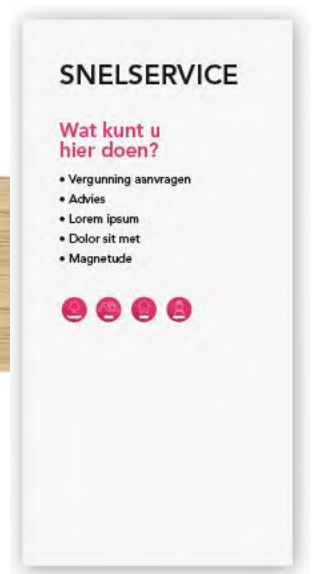 SNELSERVICE
Wat kunt u
hier doen?
• Vergunning aanvragen
• Advies
• Lorem ipsum
• Dolor sit met
• Magnetude